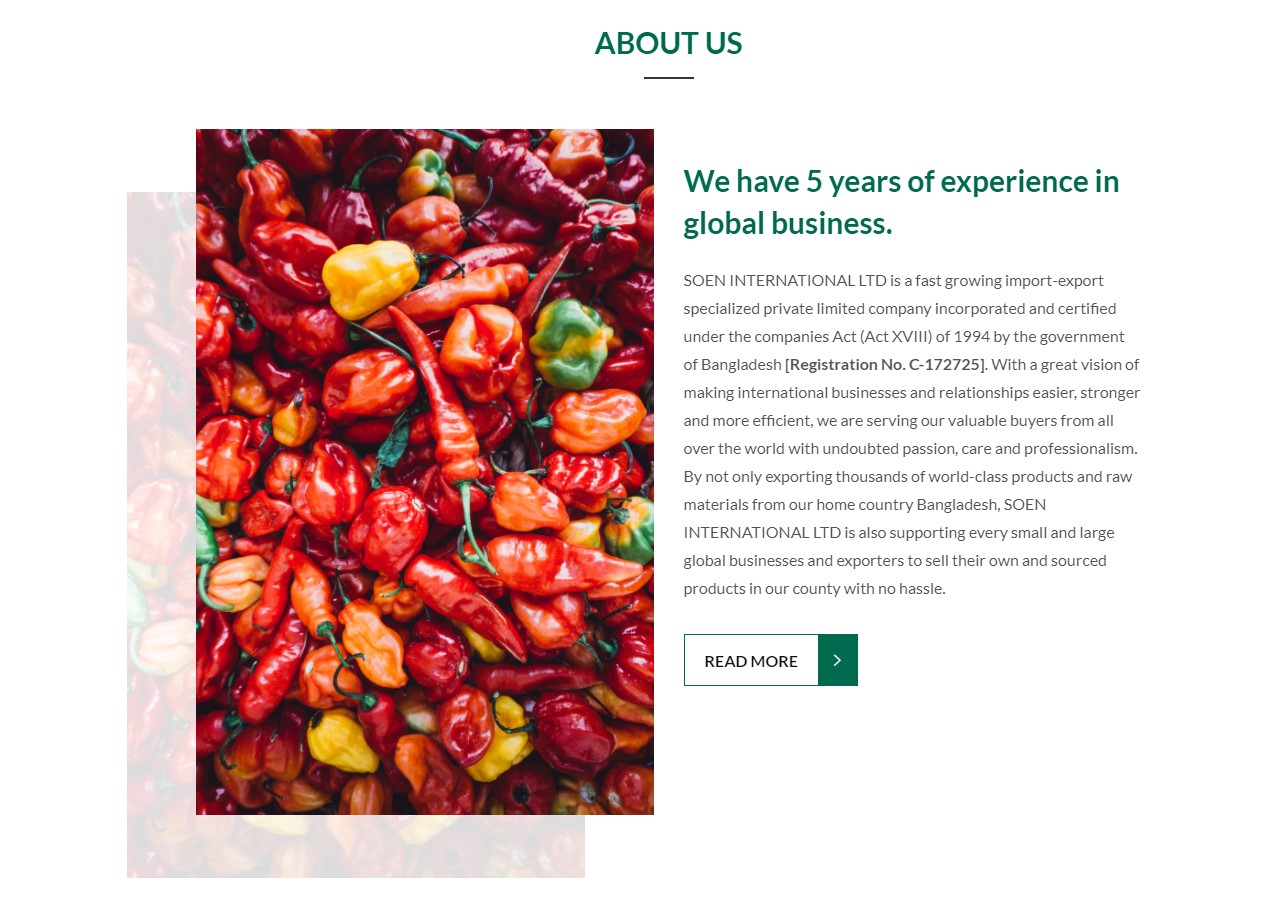 ABOUT US
We have 5 years of experience in
global business.
SOEN INTERNATIONAL LTD is a fast growing import-export
specialized private limited company incorporated and certified
under the companies Act (Act XVIII) of 1994 by the government
of Bangladesh [Registration No. C-172725]. With a great vision of
making international businesses and relationships easier, stronger
and more efficient, we are serving our valuable buyers from all
over the world with undoubted passion, care and professionalism.
By not only exporting thousands of world-class products and raw
materials from our home country Bangladesh, SOEN
INTERNATIONAL LTD is also supporting every small and large
global businesses and exporters to sell their own and sourced
products in our county with no hassle.
READ MORE